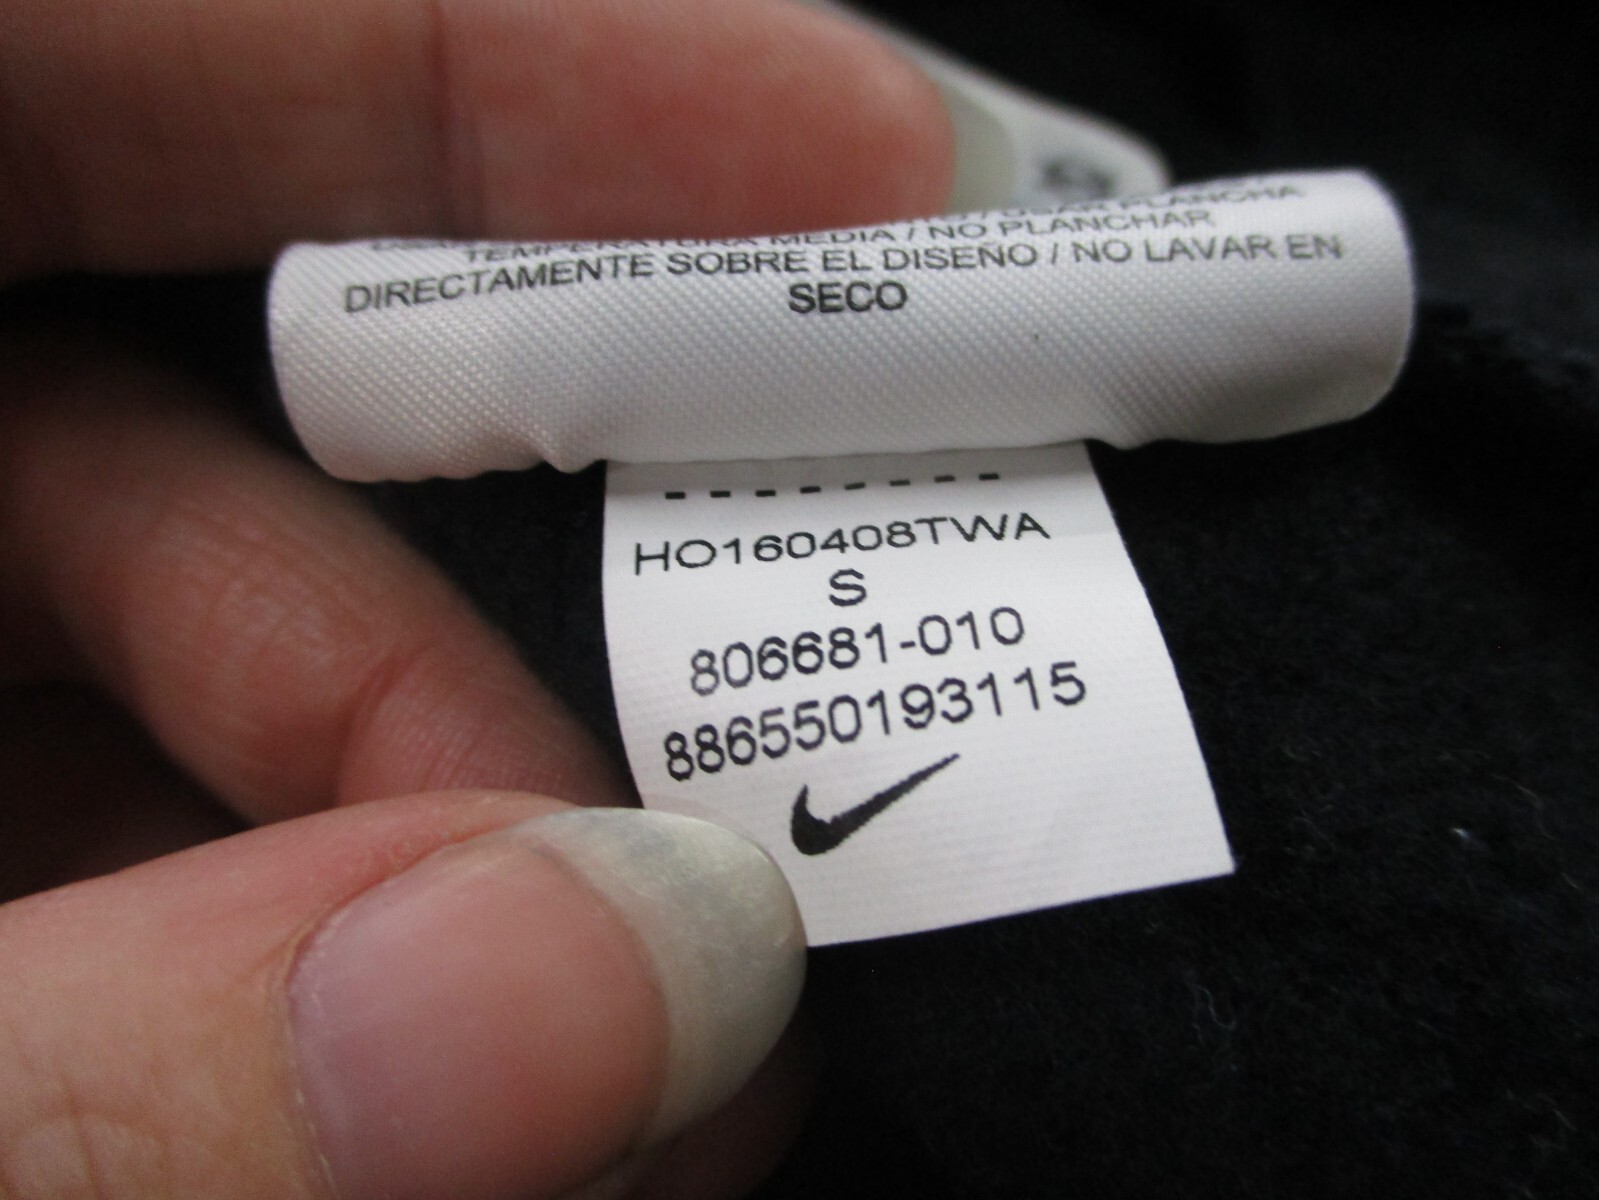 TEMPERATURA MEDIA / NO PLANCHAR
DIRECTAMENTE SOBRE EL DISEÑO / NO LAVAR EN
SECO
--------
HO160408TWA
S
806681-010
886550193115